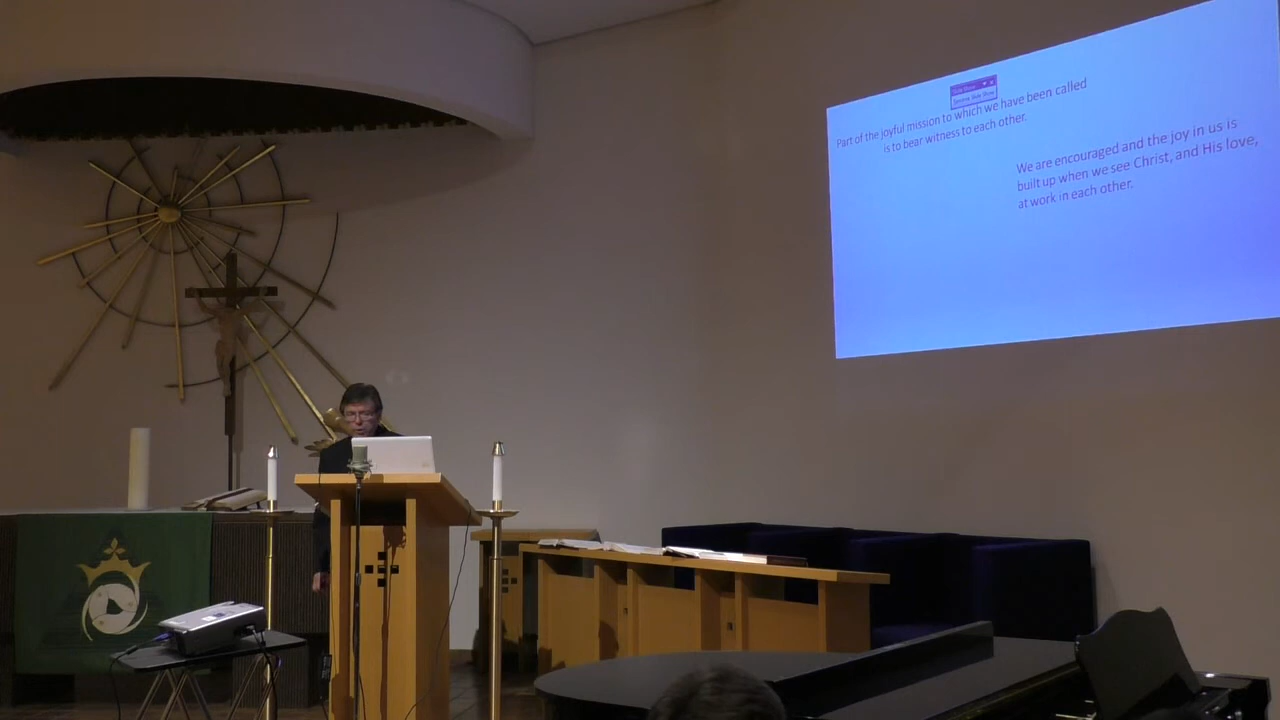 Part of the joyful mission to which we have been called
is to bear witness to each other.
We are encouraged and the joy in us is
built up when we see Christ, and His love,
at work in each other.